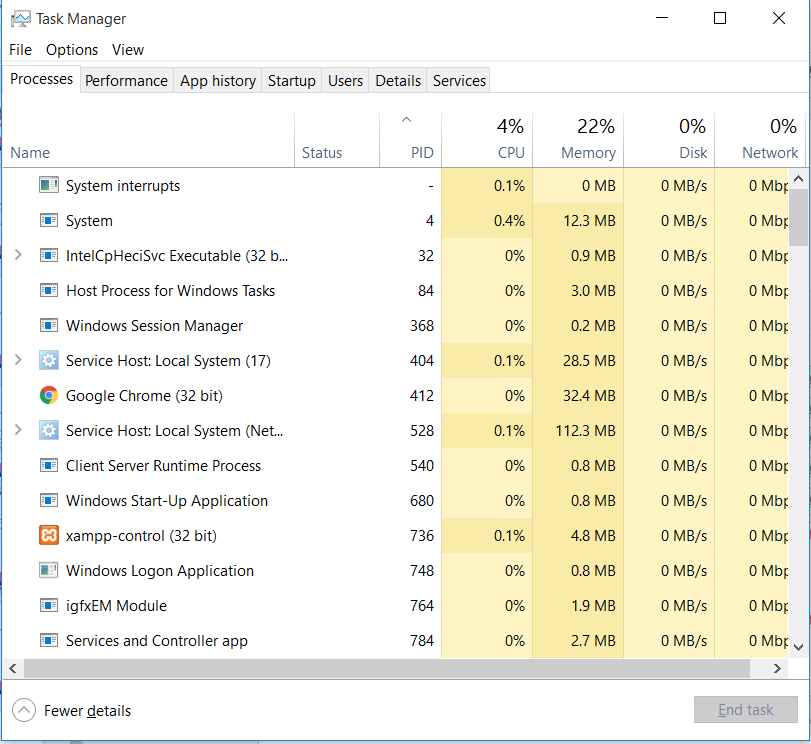 Task Manager
File Options View
Processes Performance App history Startup Users Details Services
4% 22% 0% 0%
Name Status PID CPU Memory Disk Network
System interrupts - 0.1% 0 MB 0 MB/s 0 Mbp
System 4 0.4% 12.3 MB 0 MB/s 0 Mbp
IntelCpHeciSvc Executable (32 b... 32 0% 0.9 MB 0 MB/s 0 Mbp
Host Process for Windows Tasks 84 0% 3.0 MB 0 MB/s 0 Mbp
Windows Session Manager 368 0% 0.2 MB 0 MB/s 0 Mbp
Service Host: Local System (17) 404 0.1% 28.5 MB 0 MB/s 0 Mbp
Google Chrome (32 bit) 412 0% 32.4 MB 0 MB/s 0 Mbp
Service Host: Local System (Net... 528 0.1% 112.3 MB 0 MB/s 0 Mbp
Client Server Runtime Process 540 0% 0.8 MB 0 MB/s 0 Mbp
Windows Start-Up Application 680 0% 0.8 MB 0 MB/s 0 Mbp
xampp-control (32 bit) 736 0.1% 4.8 MB 0 MB/s 0 Mbp
Windows Logon Application 748 0% 0.8 MB 0 MB/s 0 Mbp
igfxEM Module 764 0% 1.9 MB 0 MB/s 0 Mbp
Services and Controller app 784 0% 2.7 MB 0 MB/s 0 Mbp
Fewer details End task